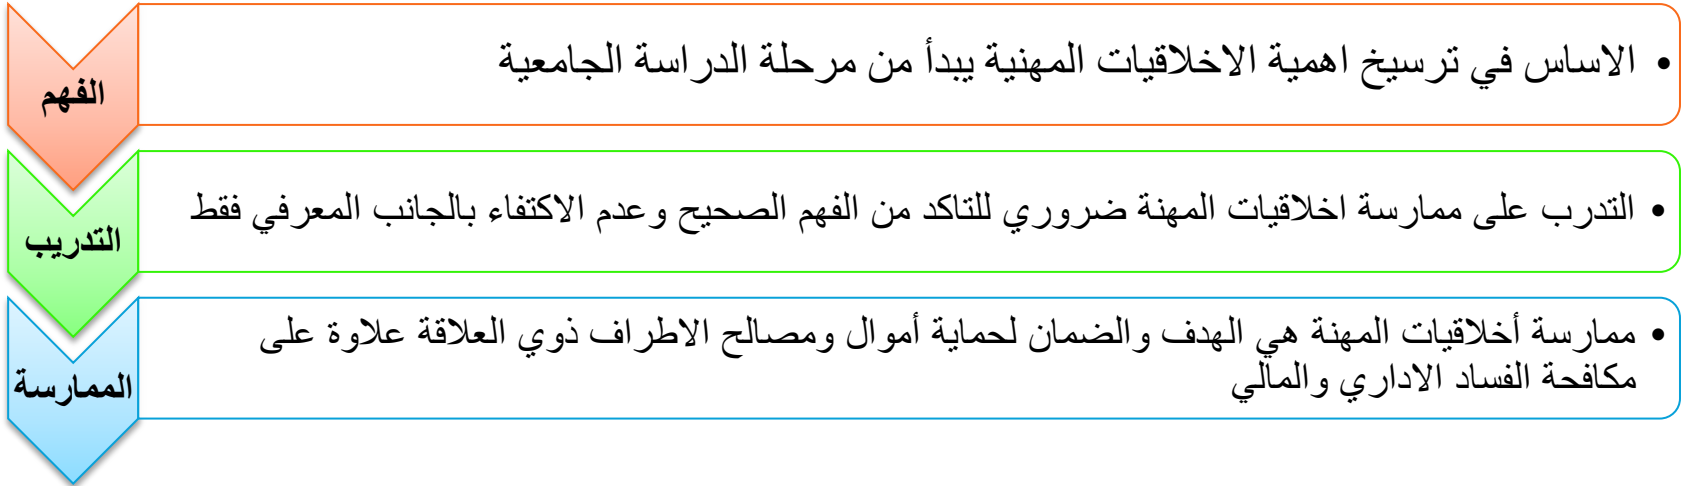 الفهم
• الاساس في ترسيخ اهمية الاخلاقيات المهنية يبدأ من مرحلة الدراسة الجامعية
التدريب
• التدرب على ممارسة اخلاقيات المهنة ضروري للتاكد من الفهم الصحيح وعدم الاكتفاء بالجانب المعرفي فقط
الممارسة
• ممارسة أخلاقيات المهنة هي الهدف والضمان لحماية أموال ومصالح الاطراف ذوي العلاقة علاوة على
مكافحة الفساد الاداري والمالي